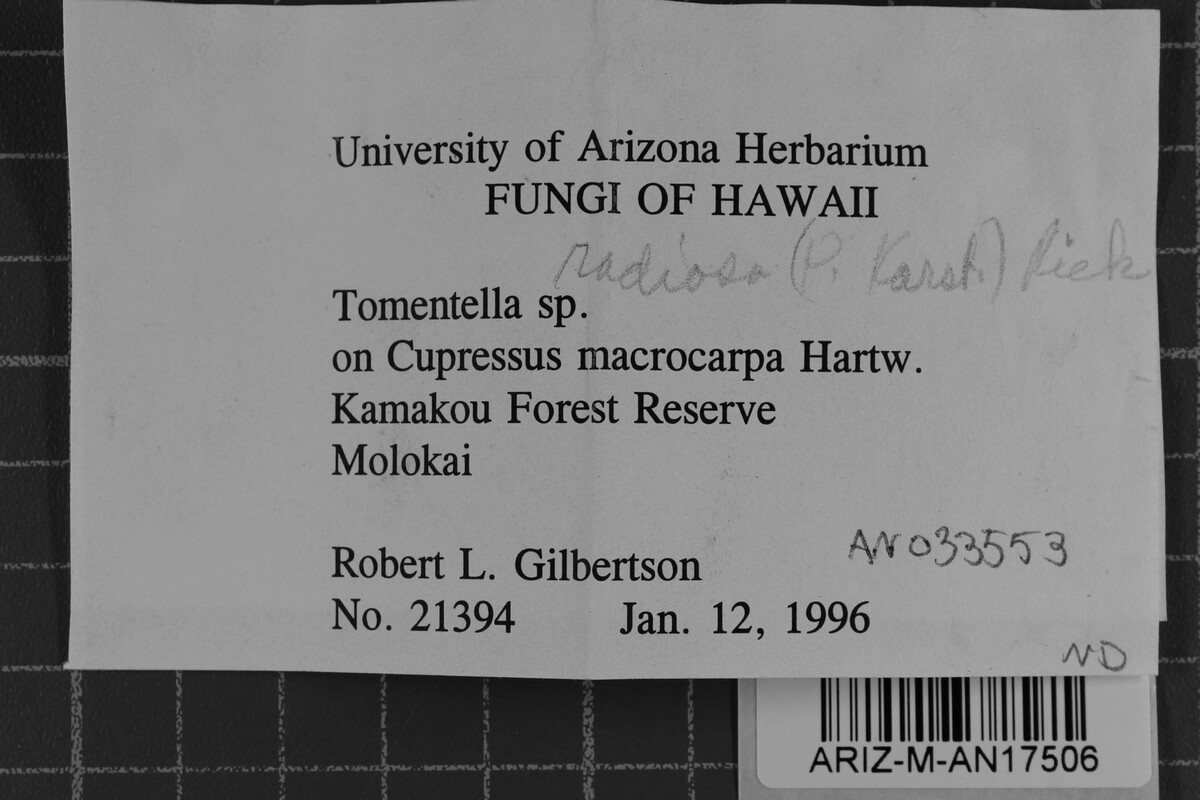 University of Arizona Herbarium
FUNGI OF HAWAII
radiosa (P. Karst.) Rick
Tomentella sp.
on Cupressus macrocarpa Hartw.
Kamakou Forest Reserve
Molokai
AN033553
Robert L. Gilbertson
No. 21394 Jan. 12, 1996
ND
ARIZ-M-AN17506